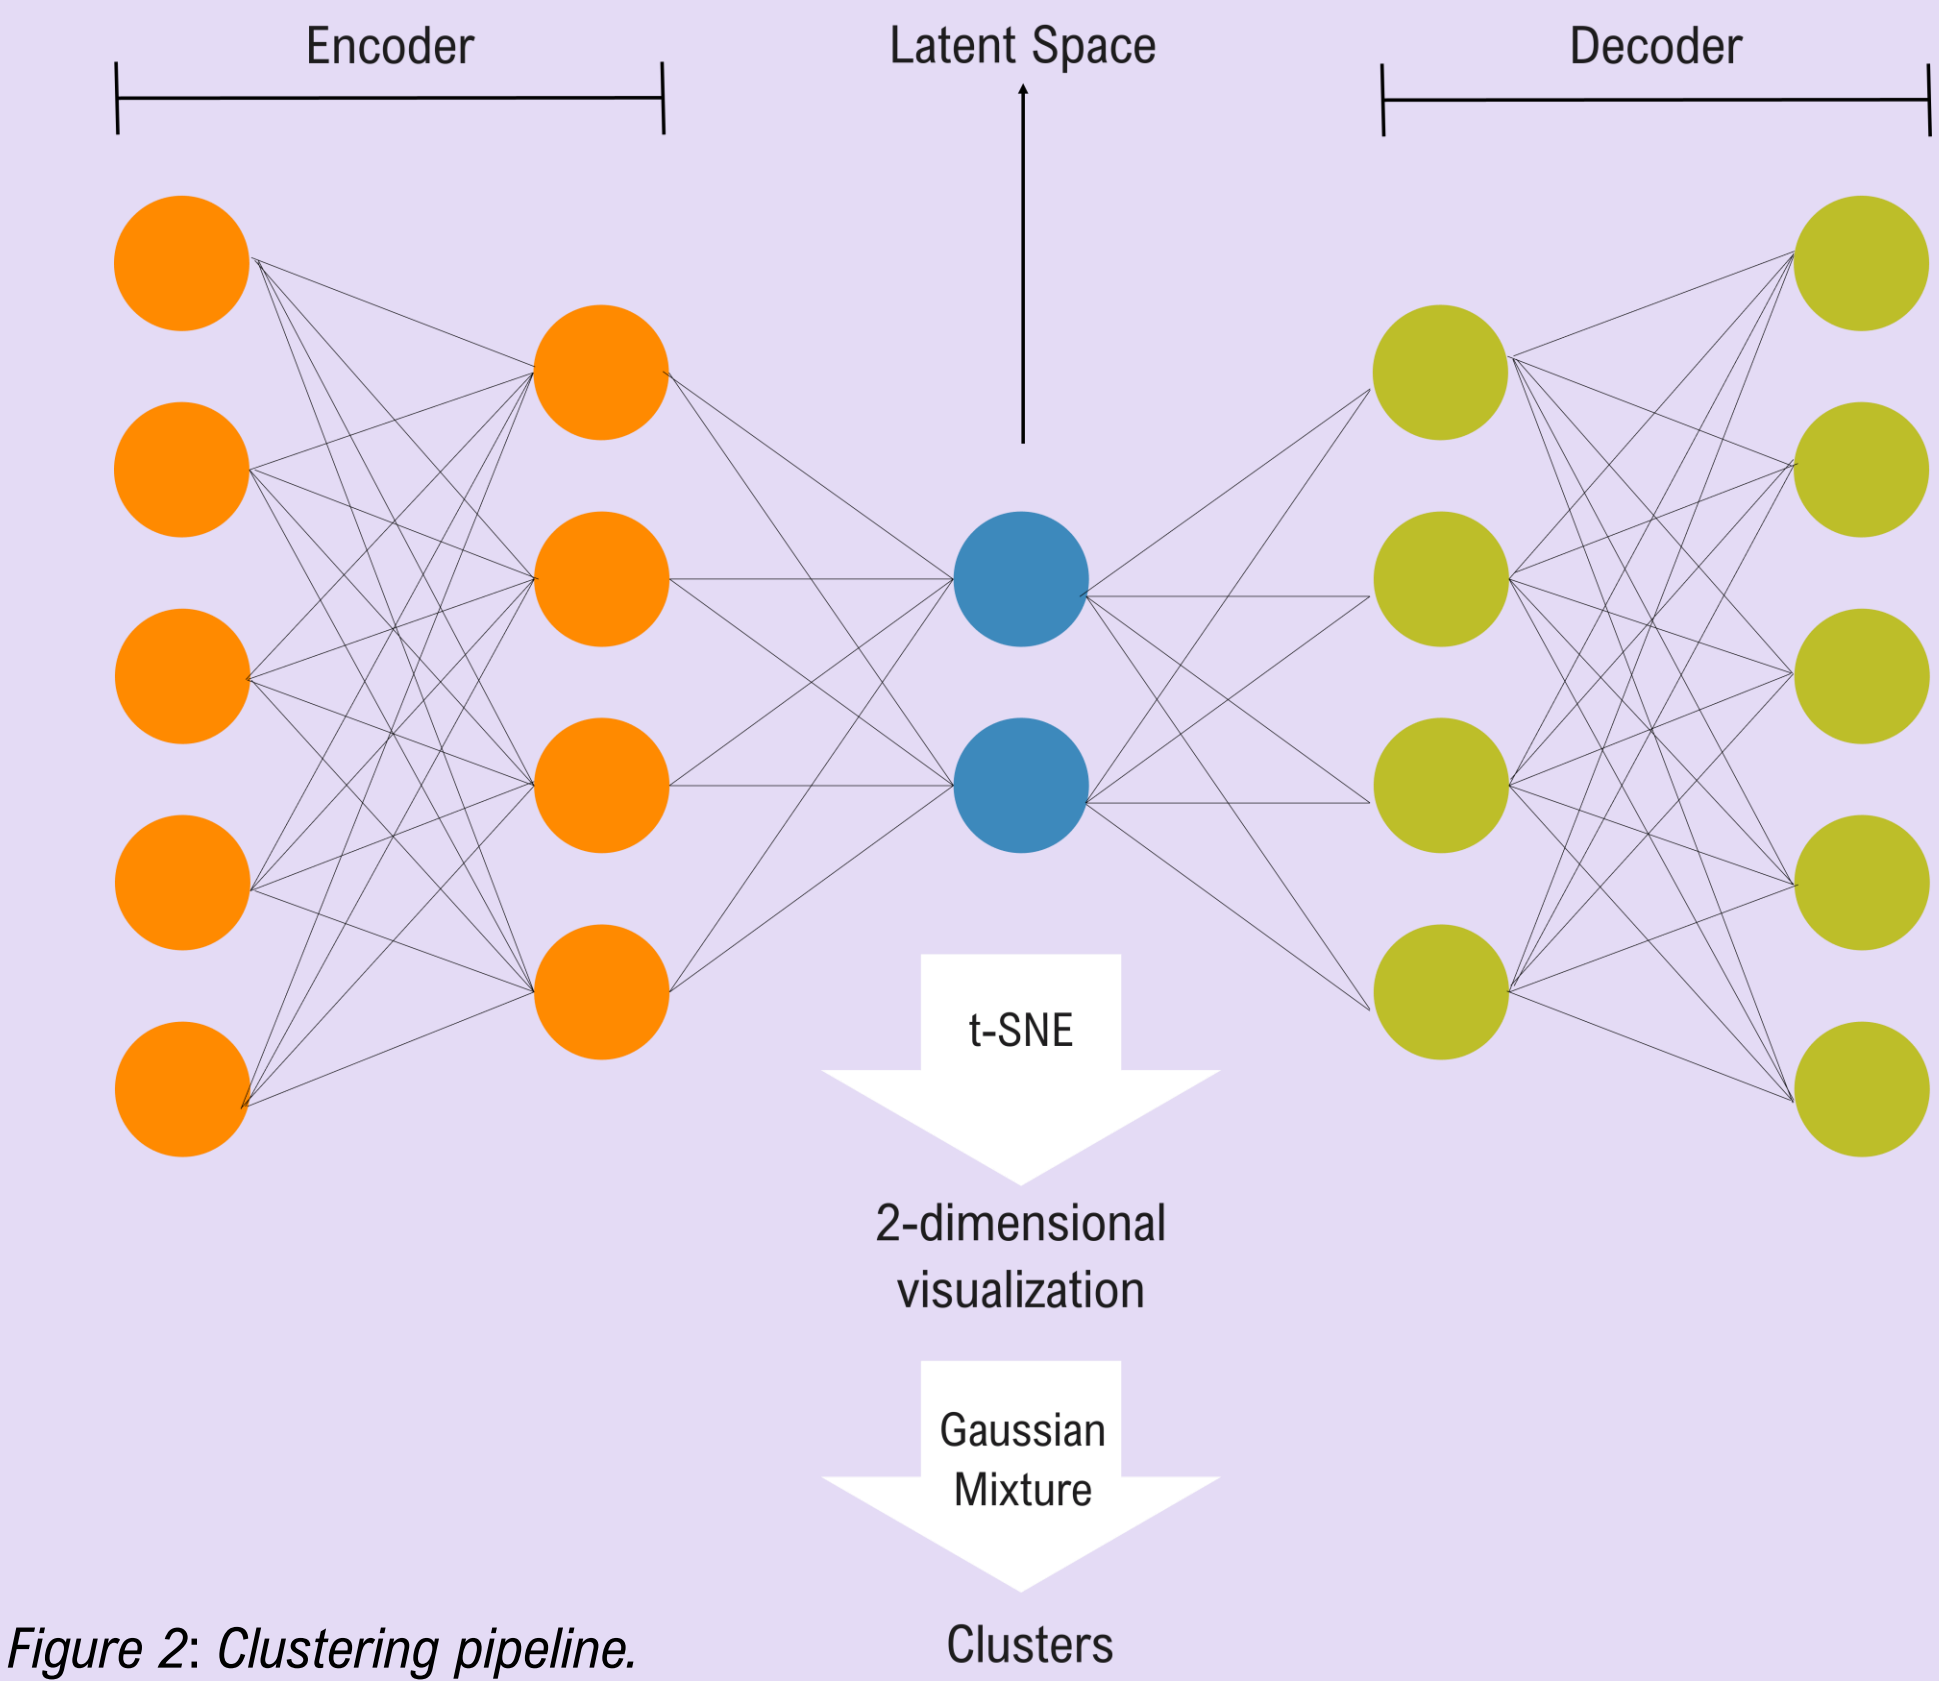 Encoder
Latent Space
Decoder
t-SNE
2-dimensional
visualization
Gaussian
Mixture
Clusters
Figure 2: Clustering pipeline.